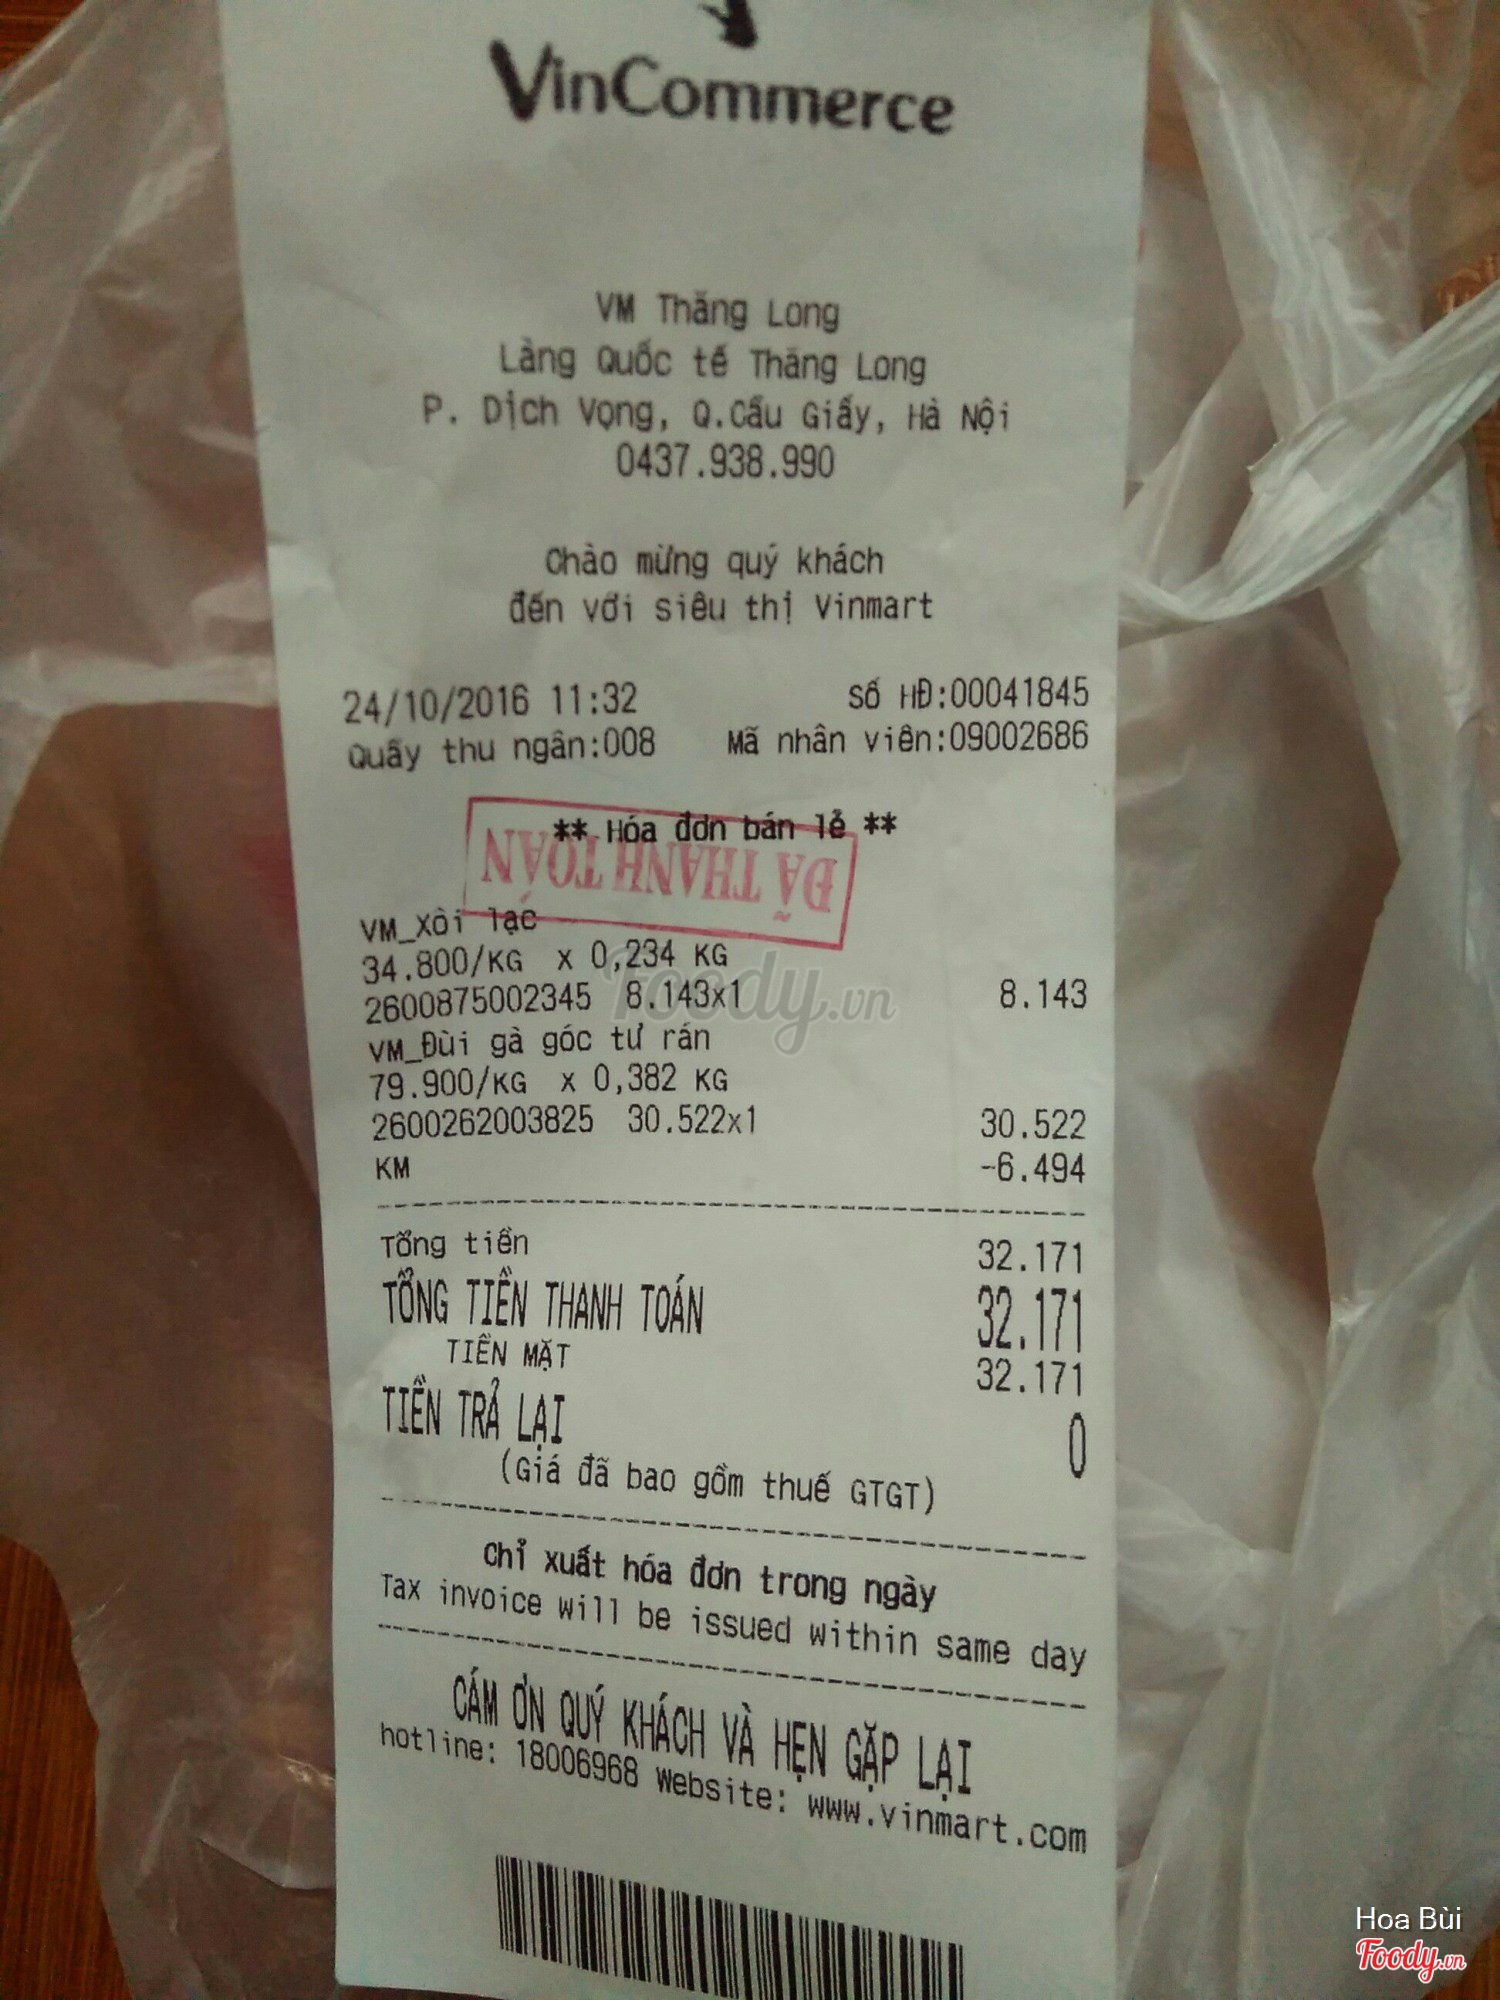 VinCommerce
VM Thăng Long
Làng Quốc tế Thăng Long
P. Dịch Vọng, Q.Cầu Giấy, Hà Nội
0437.938.990
Chào mừng quý khách
đến với siêu thị Vinmart
24/10/2016 11:32 Số HĐ:00041845
Quầy thu ngân:008 Mã nhân viên:09002686
** Hóa đơn bán lẻ **
ĐÃ THANH TOÁN
VM_Xôi lạc
34.800/KG x 0,234 KG
2600875002345 8.143x1 8.143
VM_Đùi gà góc tư rán
79.900/KG x 0,382 KG
2600262003825 30.522x1 30.522
KM -6.494
Tổng tiền 32.171
TỔNG TIỀN THANH TOÁN 32.171
TIỀN MẶT 32.171
TIỀN TRẢ LẠI 0
(Giá đã bao gồm thuế GTGT)
Chỉ xuất hóa đơn trong ngày
Tax invoice will be issued within same day
CÁM ƠN QUÝ KHÁCH VÀ HẸN GẶP LẠI
hotline: 18006968 Website: www.vinmart.com
Foody.vn
Hoa Bùi
Foody.vn